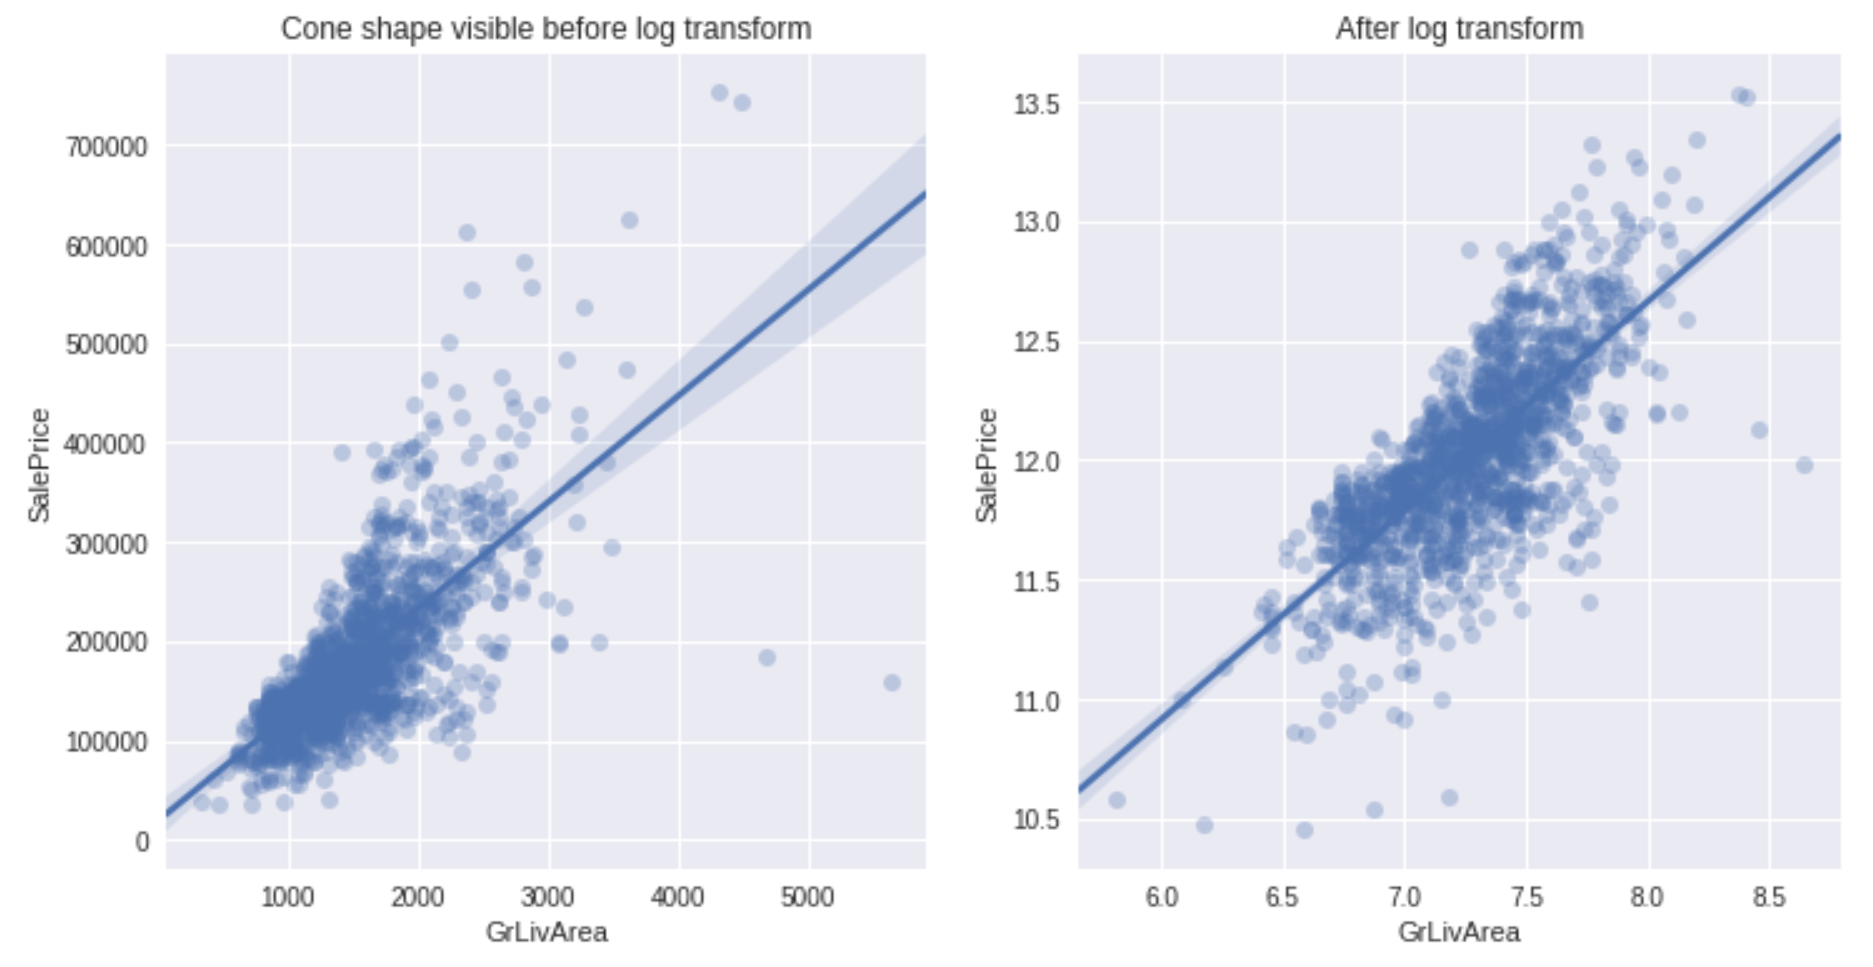 Cone shape visible before log transform
700000
600000
500000
400000
300000
200000
100000
0
SalePrice
1000 2000 3000 4000 5000
GrLivArea
After log transform
13.5
13.0
12.5
12.0
11.5
11.0
10.5
SalePrice
6.0 6.5 7.0 7.5 8.0 8.5
GrLivArea